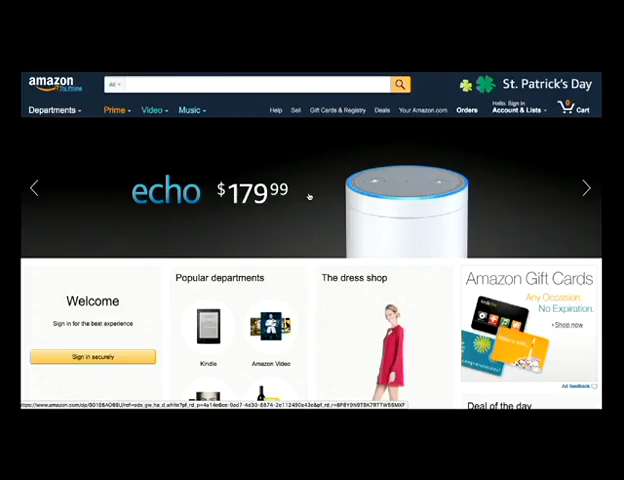 amazon
Try Prime
All
St. Patrick's Day
Departments
Prime
Video
Music
Help
Sell
Gift Cards & Registry
Deals
Your Amazon.com
Orders
Hello. Sign in
Account & Lists
0
Cart
echo $179 99
Welcome
Sign in for the best experience
Sign in securely
Popular departments
Kindle
Amazon Video
The dress shop
Amazon Gift Cards
Any Occasion.
No Expiration.
Shop now
Ad feedback
Deal of the day